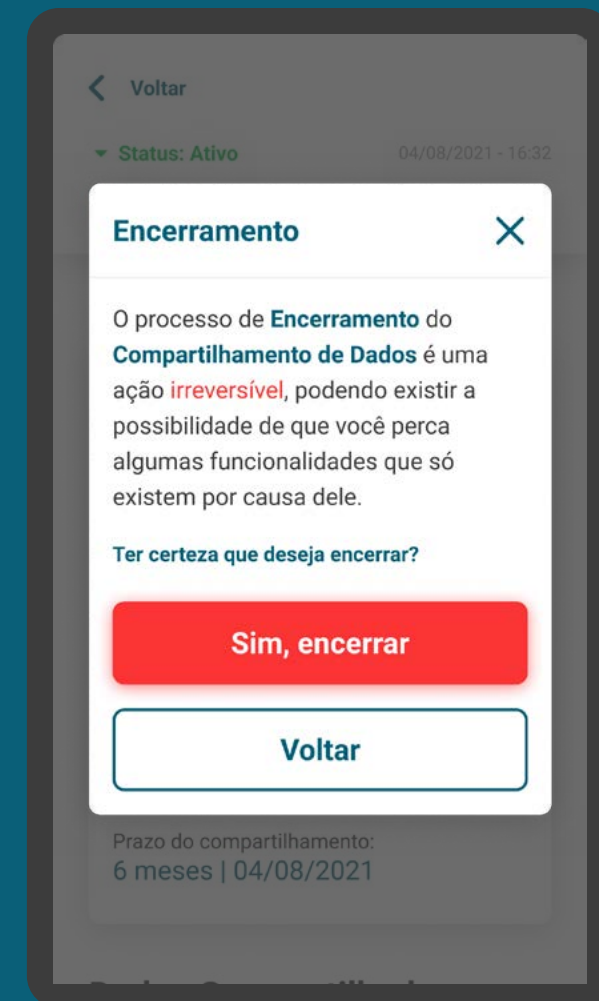 Voltar
Status: Ativo
04/08/2021 - 16:32
Encerramento
O processo de Encerramento do
Compartilhamento de Dados é uma
ação irreversível, podendo existir a
possibilidade de que você perca
algumas funcionalidades que só
existem por causa dele.
Ter certeza que deseja encerrar?
Sim, encerrar
Voltar
Prazo do compartilhamento:
6 meses | 04/08/2021